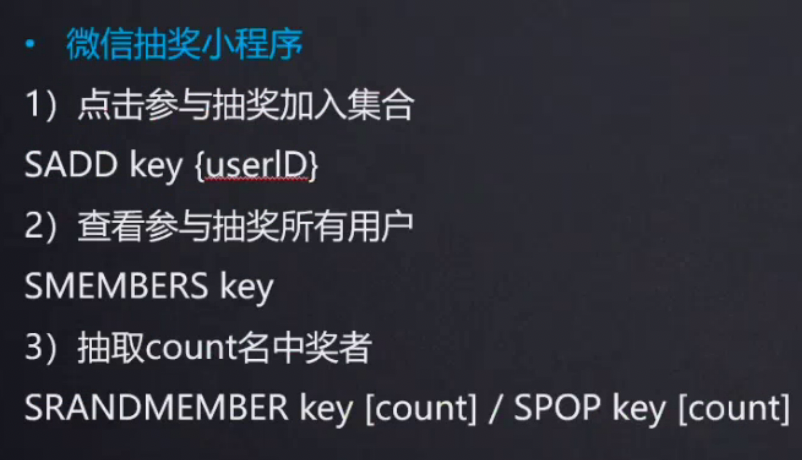 • 微信抽奖小程序
1）点击参与抽奖加入集合
SADD key {userlD}
2）查看参与抽奖所有用户
SMEMBERS key
3）抽取count名中奖者
SRANDMEMBER key [count] / SPOP key [count]